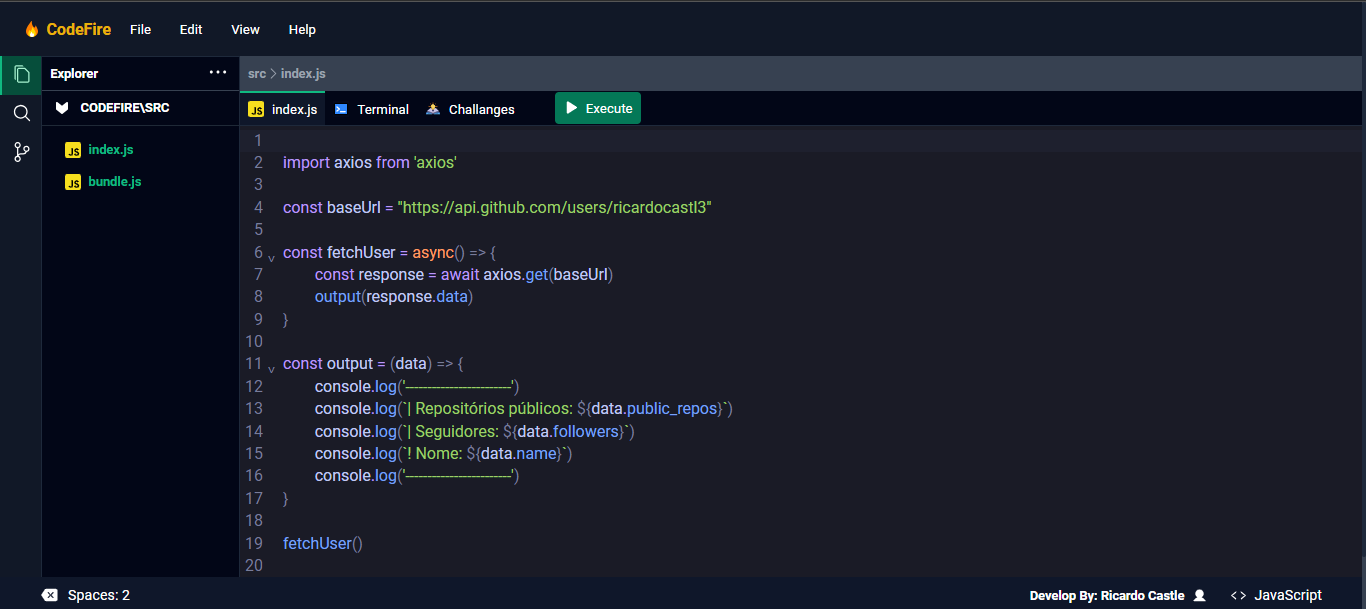 CodeFire File Edit View Help
Explorer ··· src > index.js
CODEFIRE\SRC
JS index.js Terminal Challanges Execute
JS index.js
JS bundle.js
1
2 import axios from 'axios'
3
4 const baseUrl = "https://api.github.com/users/ricardocastl3"
5
6 v const fetchUser = async() => {
7 const response = await axios.get(baseUrl)
8 output(response.data)
9 }
10
11 v const output = (data) => {
12 console.log('------------------------')
13 console.log(`| Repositórios públicos: ${data.public_repos}`)
14 console.log(`| Seguidores: ${data.followers}`)
15 console.log(`! Nome: ${data.name}`)
16 console.log('------------------------')
17 }
18
19 fetchUser()
20
Spaces: 2 Develop By: Ricardo Castle <> JavaScript